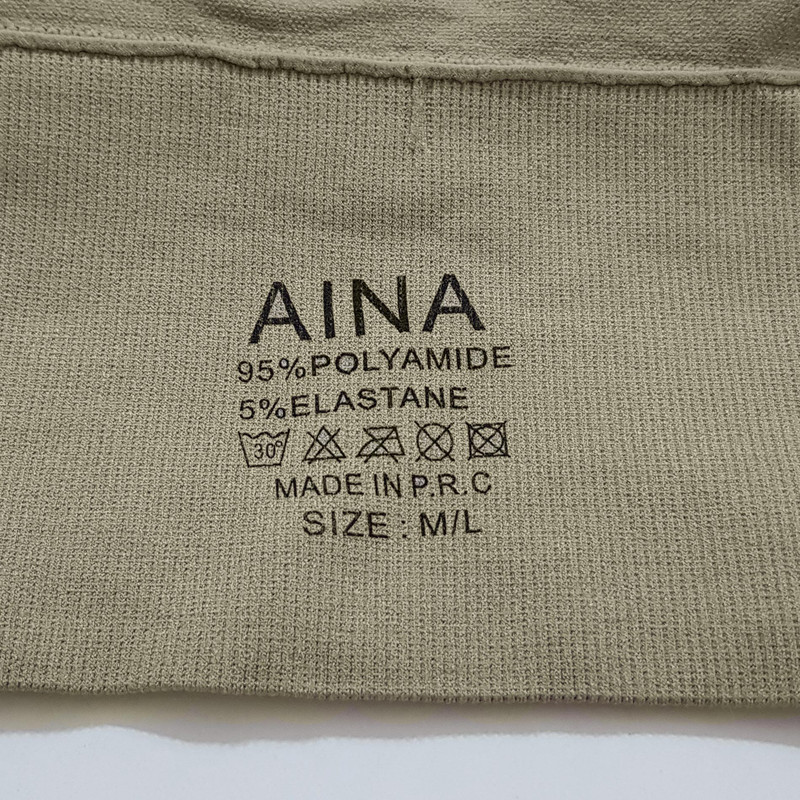 AINA
95%POLYAMIDE
5%ELASTANE
30°
MADE IN P.R.C
SIZE : M/L